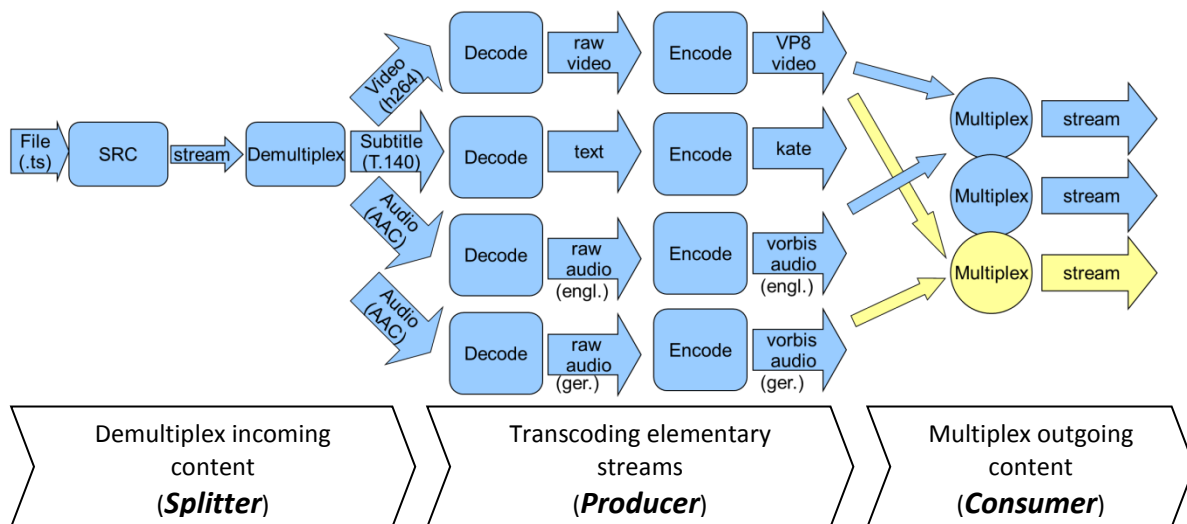 File
(.ts)
SRC
stream
Demultiplex
Video
(h264)
Subtitle
(T.140)
Audio
(AAC)
Audio
(AAC)
Decode
raw
video
Encode
VP8
video
Decode
text
Encode
kate
Decode
raw
audio
(engl.)
Encode
vorbis
audio
(engl.)
Decode
raw
audio
(ger.)
Encode
vorbis
audio
(ger.)
Multiplex
stream
Multiplex
stream
Multiplex
stream
Demultiplex incoming
content
(Splitter)
Transcoding elementary
streams
(Producer)
Multiplex outgoing
content
(Consumer)